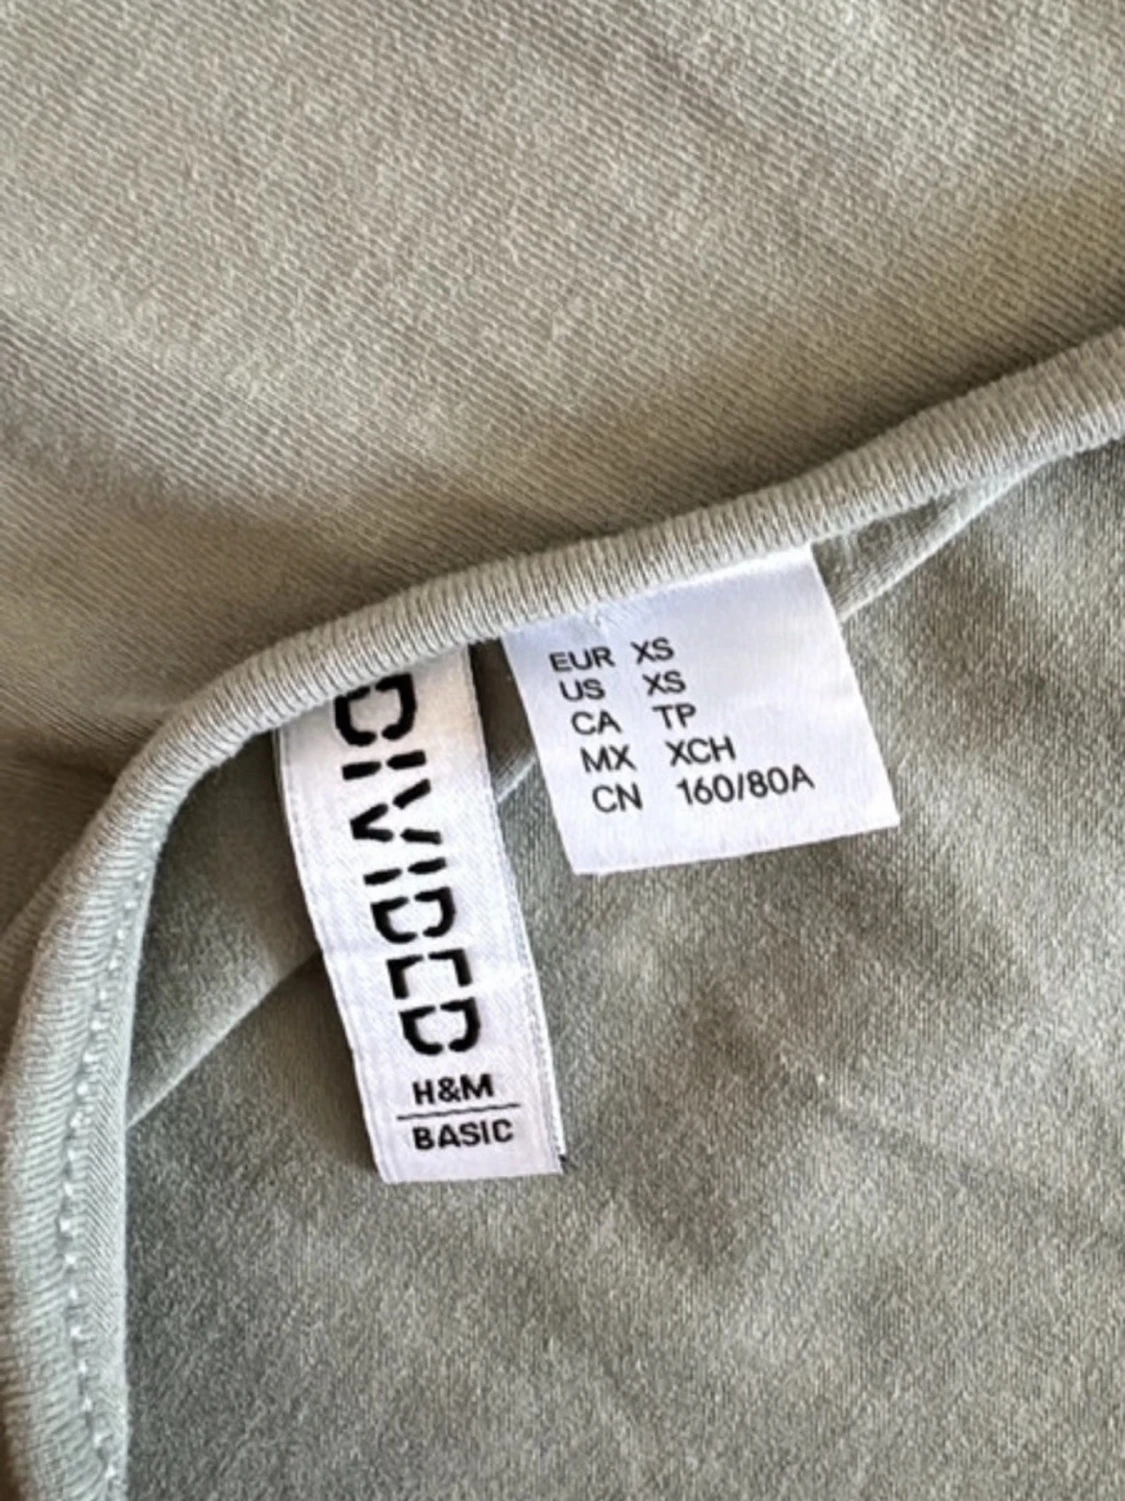 DIVIDED
H&M
BASIC
EUR XS
US XS
CA TP
MX XCH
CN 160/80A